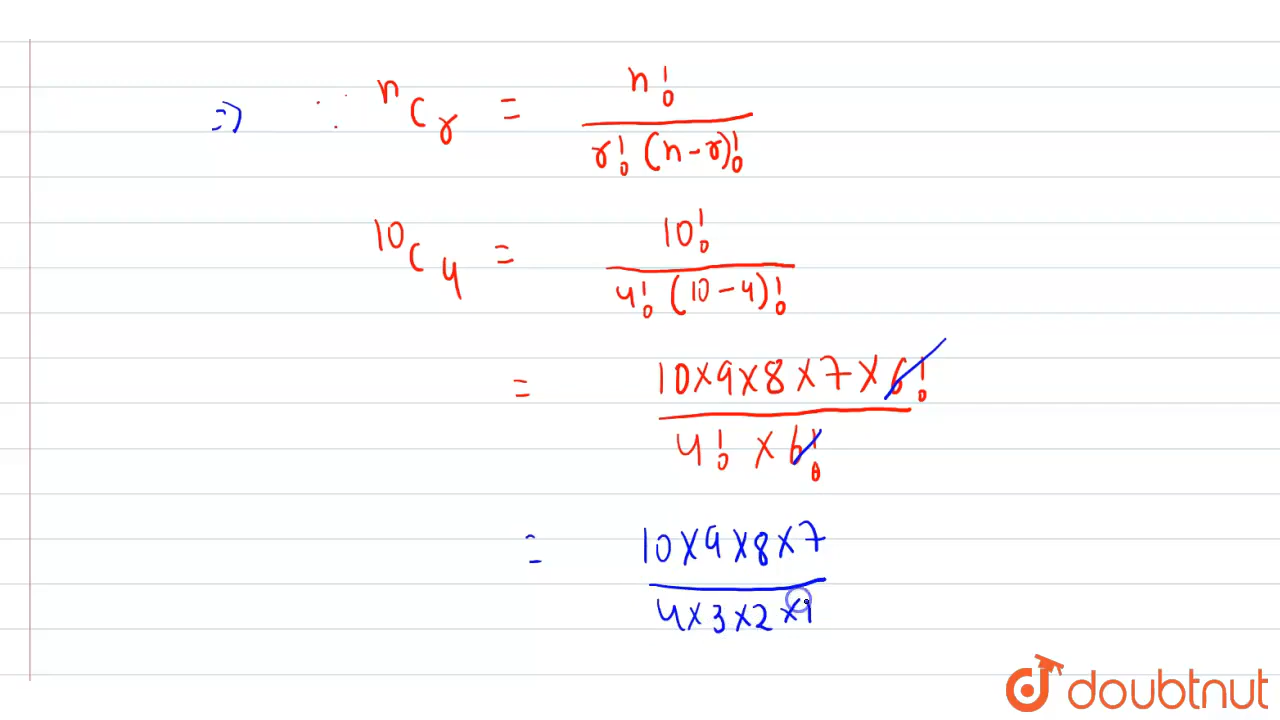 ⇒ ∵ ⁿCᵣ = n! / r! (n-r)!
¹⁰C₄ = 10! / 4! (10-4)!
= 10×9×8×7×6! / 4! × 6!
= 10×9×8×7 / 4×3×2×1
doubtnut